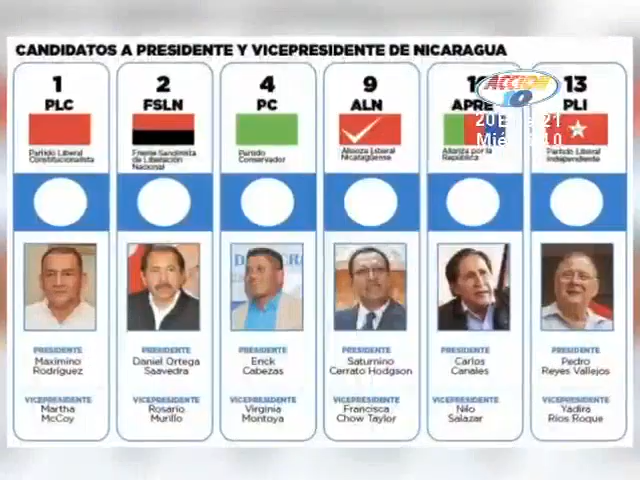 CANDIDATOS A PRESIDENTE Y VICEPRESIDENTE DE NICARAGUA
1
PLC
Partido Liberal
Constitucionalista
PRESIDENTE
Maximino
Rodríguez
VICEPRESIDENTE
Martha
McCoy
2
FSLN
Frente Sandinista
de Liberación
Nacional
PRESIDENTE
Daniel Ortega
Saavedra
VICEPRESIDENTE
Rosario
Murillo
4
PC
Partido
Conservador
PRESIDENTE
Erick
Cabezas
VICEPRESIDENTE
Virginia
Montoya
9
ALN
Alianza Liberal
Nicaragüense
PRESIDENTE
Saturnino
Cerrato Hodgson
VICEPRESIDENTE
Francisca
Chow Taylor
APRE
Alianza por la
República
PRESIDENTE
Carlos
Canales
VICEPRESIDENTE
Nilo
Salazar
13
PLI
Partido Liberal
Independiente
PRESIDENTE
Pedro
Reyes Vallejos
VICEPRESIDENTE
Yadira
Ríos Roque
ACCION
10